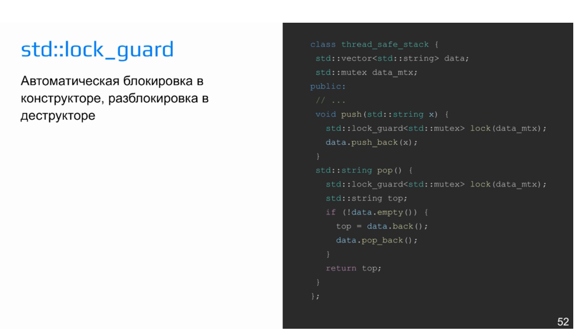 std::lock_guard
Автоматическая блокировка в
конструкторе, разблокировка в
деструкторе
class thread_safe_stack {
std::vector<std::string> data;
std::mutex data_mtx;
public:
// ...
void push(std::string x) {
std::lock_guard<std::mutex> lock(data_mtx);
data.push_back(x);
}
std::string pop() {
std::lock_guard<std::mutex> lock(data_mtx);
std::string top;
if (!data.empty()) {
top = data.back();
data.pop_back();
}
return top;
}
};
52